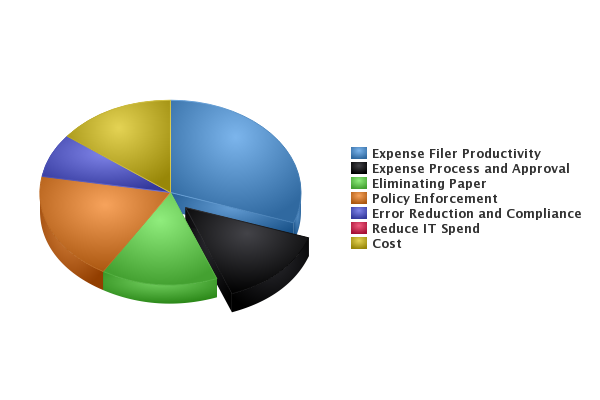 Expense Filer Productivity
Expense Process and Approval
Eliminating Paper
Policy Enforcement
Error Reduction and Compliance
Reduce IT Spend
Cost